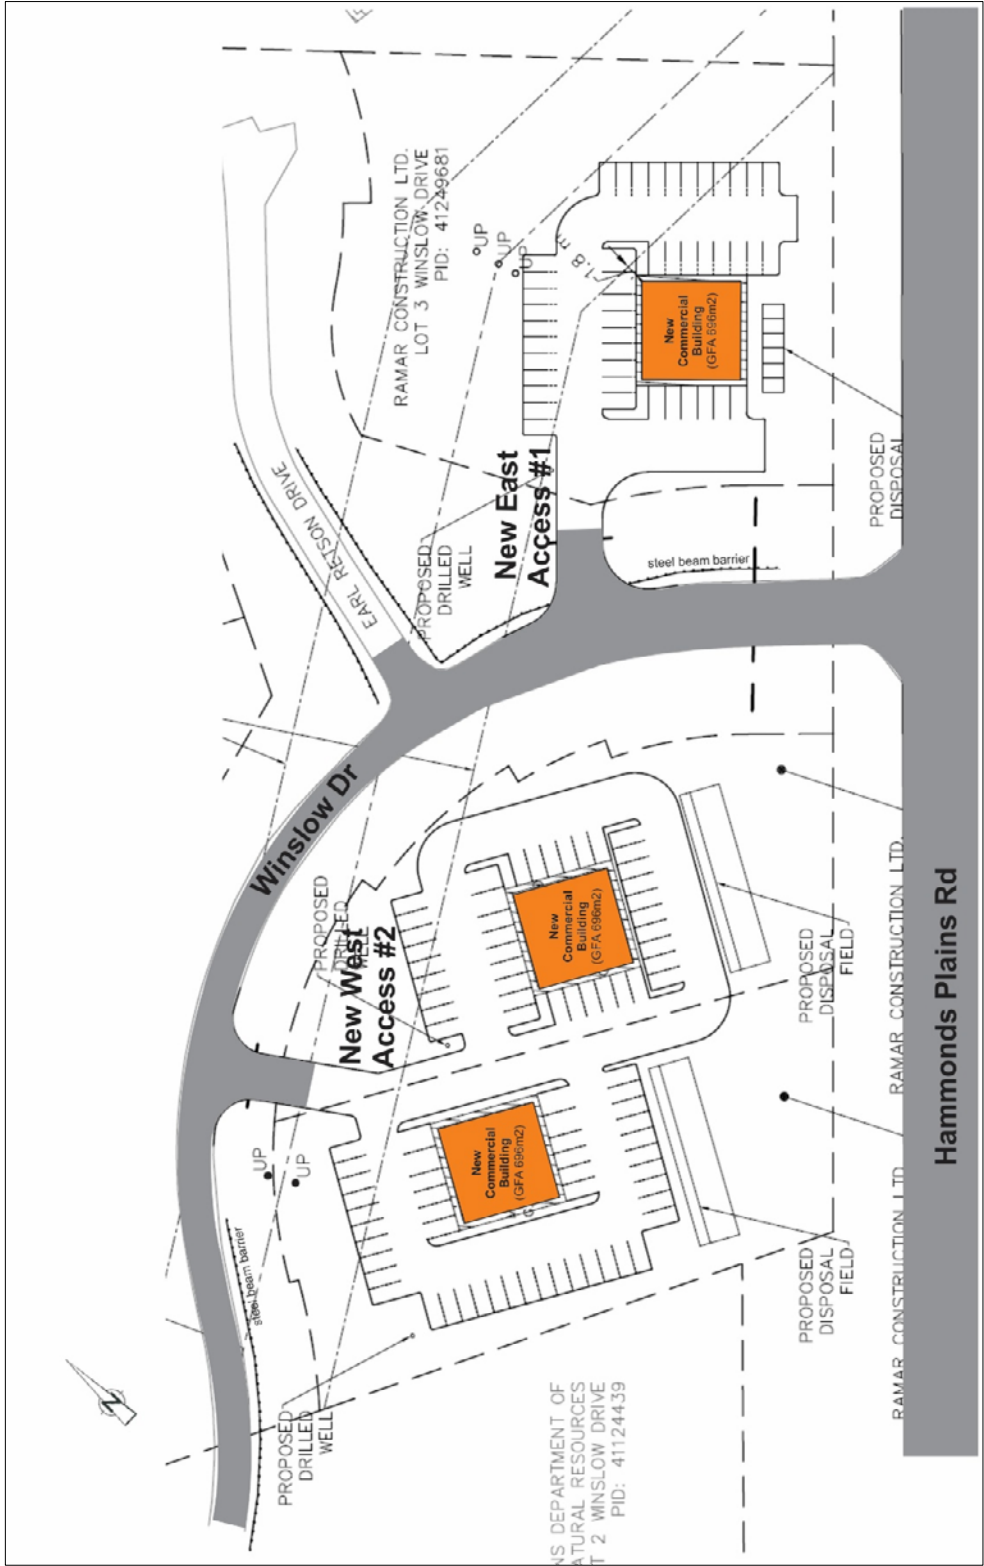 RAMAR CONSTRUCTION LTD.
LOT 3 WINSLOW DRIVE
PID: 41249681
UP
UP
UP
1.8 m
New
Commercial
Building
(GFA 696m2)
EARL RETSON DRIVE
PROPOSED
DRILLED
WELL
New East
Access #1
steel beam barrier
PROPOSED
DISPOSAL
Winslow Dr
PROPOSED
DRILLED
WELL
New West
Access #2
New
Commercial
Building
(GFA 696m2)
PROPOSED
DISPOSAL
FIELD
RAMAR CONSTRUCTION LTD.
Hammonds Plains Rd
UP
UP
New
Commercial
Building
(GFA 696m2)
G
steel beam barrier
PROPOSED
DISPOSAL
FIELD
RAMAR CONSTRUCTION LTD
N
PROPOSED
DRILLED
WELL
NS DEPARTMENT OF
ATURAL RESOURCES
T 2 WINSLOW DRIVE
PID: 41124439